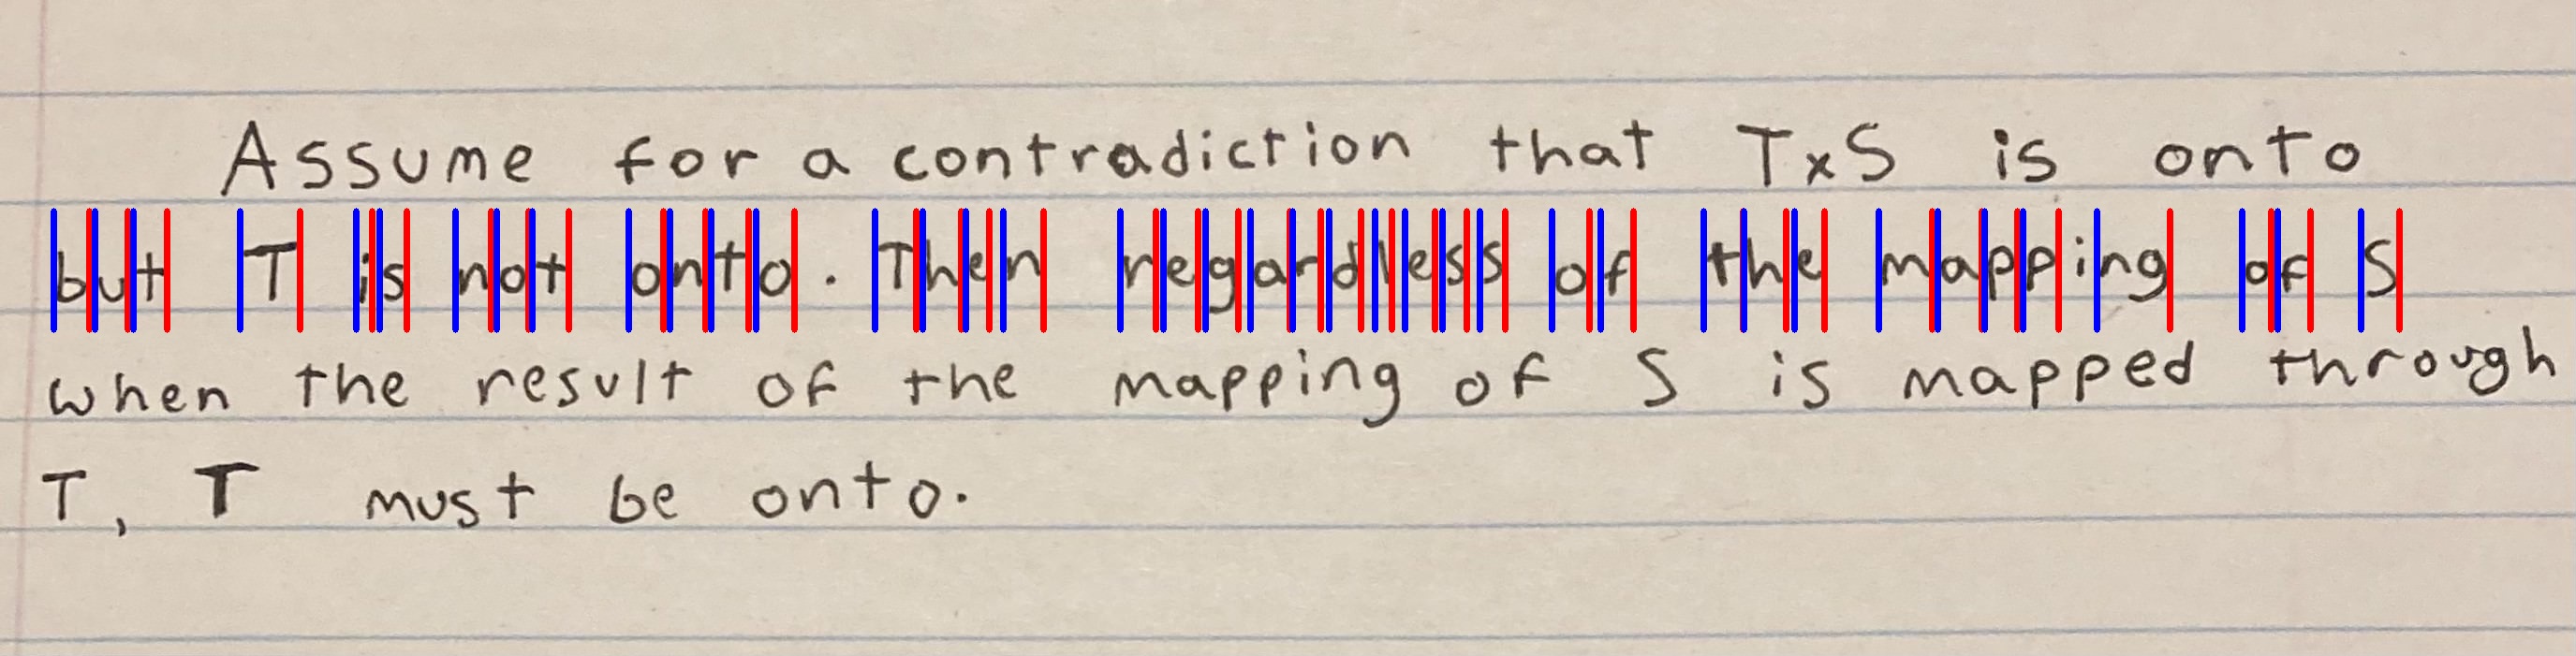 Assume for a contradiction that TxS is onto
but T is not onto. Then regardless of the mapping of S
when the result of the mapping of S is mapped through
T, T must be onto.